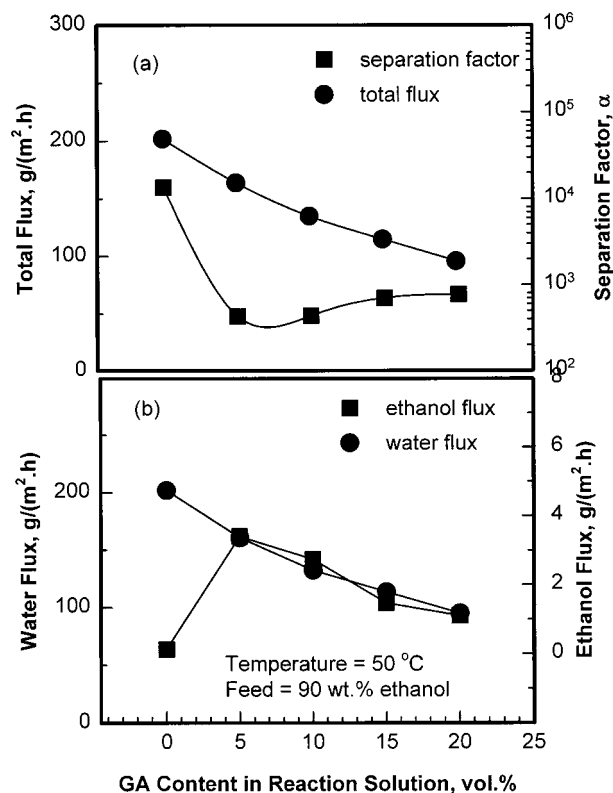 300
(a)
separation factor
total flux
10^6
10^5
200
10^4
100
10^3
0
10^2
Total Flux, g/(m².h)
Separation Factor, α
(b)
ethanol flux
water flux
8
6
200
4
2
100
0
Temperature = 50 °C
Feed = 90 wt.% ethanol
0
Water Flux, g/(m².h)
Ethanol Flux, g/(m².h)
0 5 10 15 20 25
GA Content in Reaction Solution, vol.%